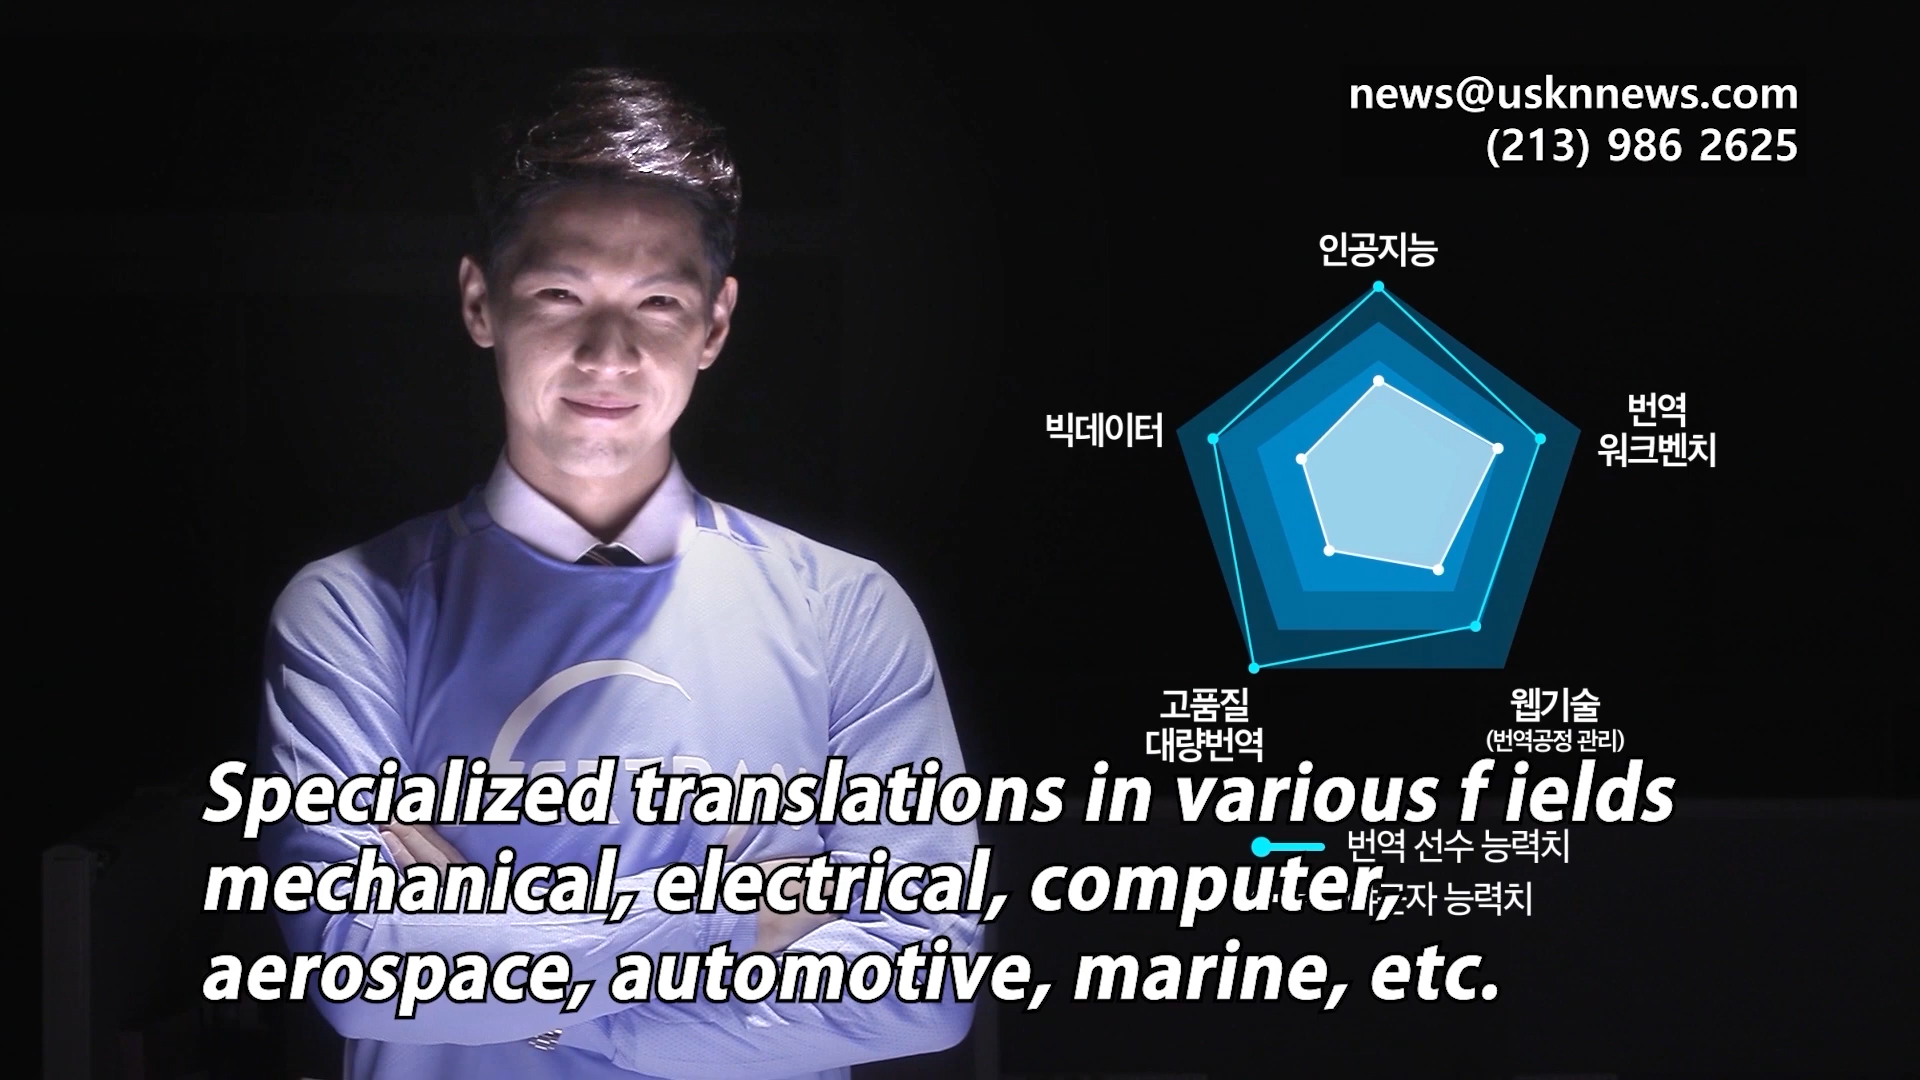 news@usknnews.com
(213) 986 2625
인공지능
빅데이터
번역
워크벤치
고품질
대량번역
웹기술
(번역공정 관리)
번역 선수 능력치
능력치
Specialized translations in various fields
mechanical, electrical, computer,
aerospace, automotive, marine, etc.